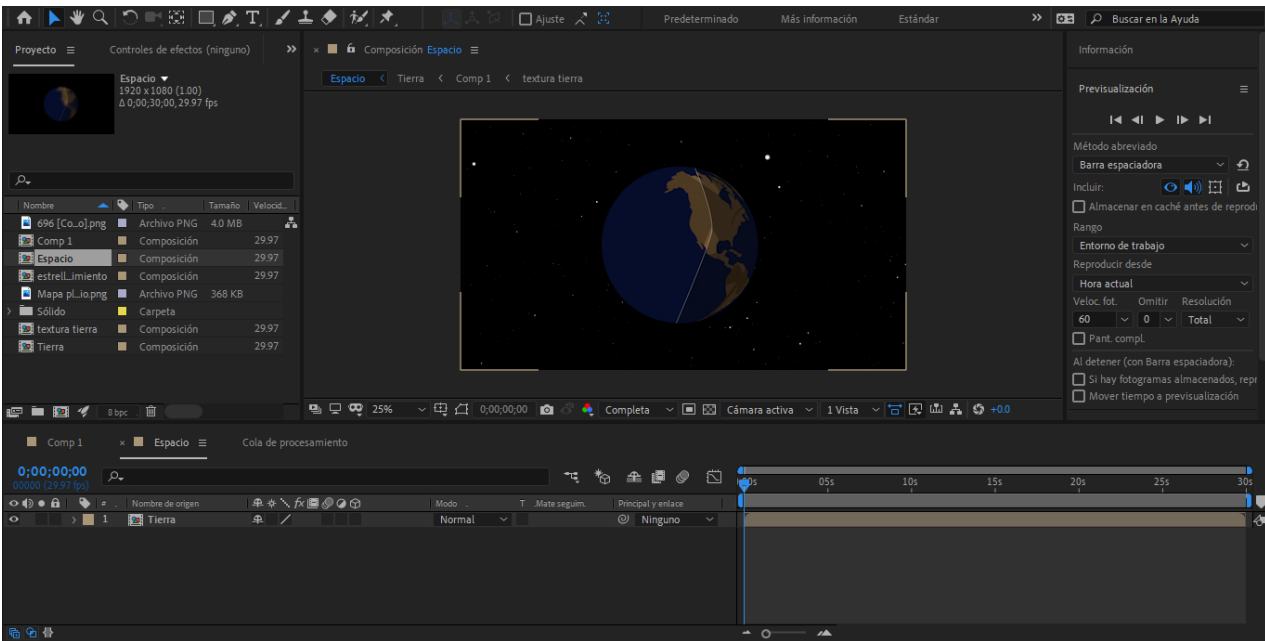 Ajuste Predeterminado Más información Estándar Buscar en la Ayuda
Proyecto Controles de efectos (ninguno)
Composición Espacio
Información
Espacio
1920 x 1080 (1.00)
Δ 0;00;30;00, 29.97 fps
Espacio Tierra Comp 1 textura tierra
Previsualización
Método abreviado
Barra espaciadora
Incluir:
Almacenar en caché antes de reprodu
Rango
Entorno de trabajo
Reproducir desde
Hora actual
Veloc. fot. Omitir Resolución
60 0 Total
Pant. compl.
Al detener (con Barra espaciadora):
Si hay fotogramas almacenados, repr
Mover tiempo a previsualización
Nombre Tipo Tamaño Velocid...
696 [Co...o].png Archivo PNG 4.0 MB
Comp 1 Composición 29.97
Espacio Composición 29.97
estrell...imiento Composición 29.97
Mapa pl...io.png Archivo PNG 368 KB
Sólido Carpeta
textura tierra Composición 29.97
Tierra Composición 29.97
8 bpc
25% 0;00;00;00 Completa Cámara activa 1 Vista +0.0
Comp 1 Espacio Cola de procesamiento
0;00;00;00
00000 (29.97 fps)
05s 10s 15s 20s 25s 30s
# Nombre de origen fx Modo T .Mate seguim. Principal y enlace
1 Tierra Normal Ninguno